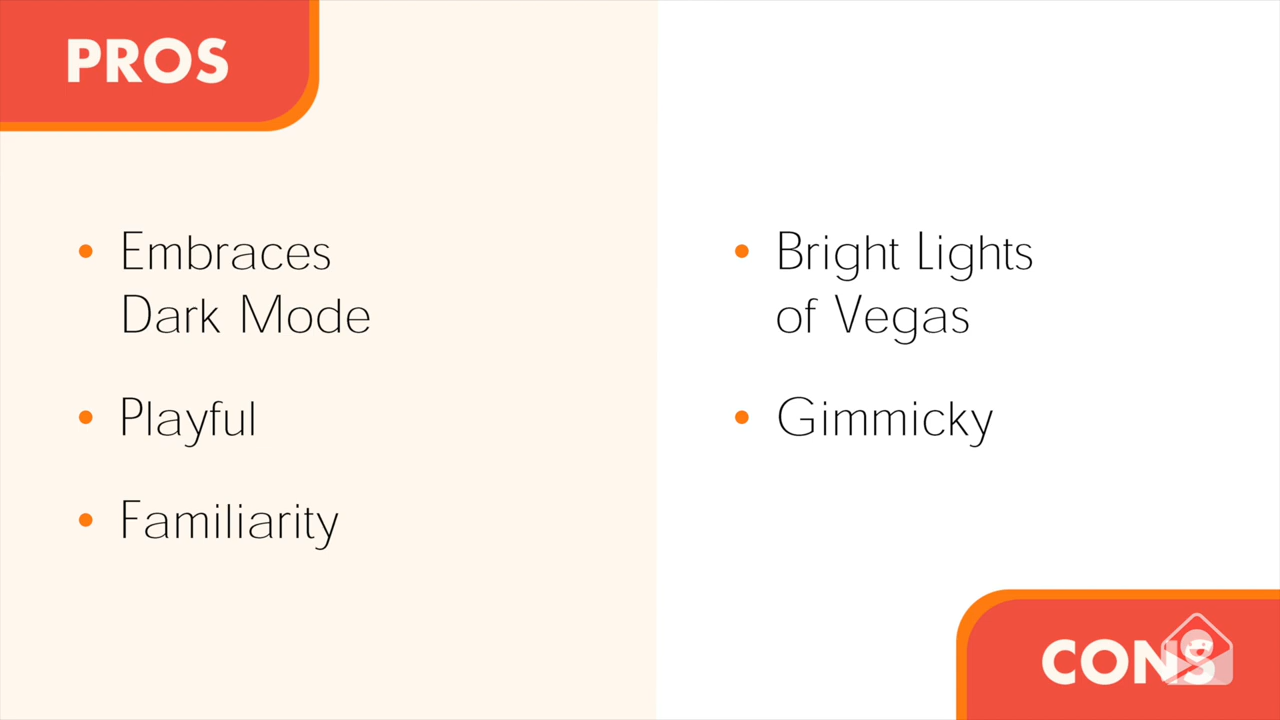 PROS
• Embraces
Dark Mode
• Playful
• Familiarity
• Bright Lights
of Vegas
• Gimmicky
CONS